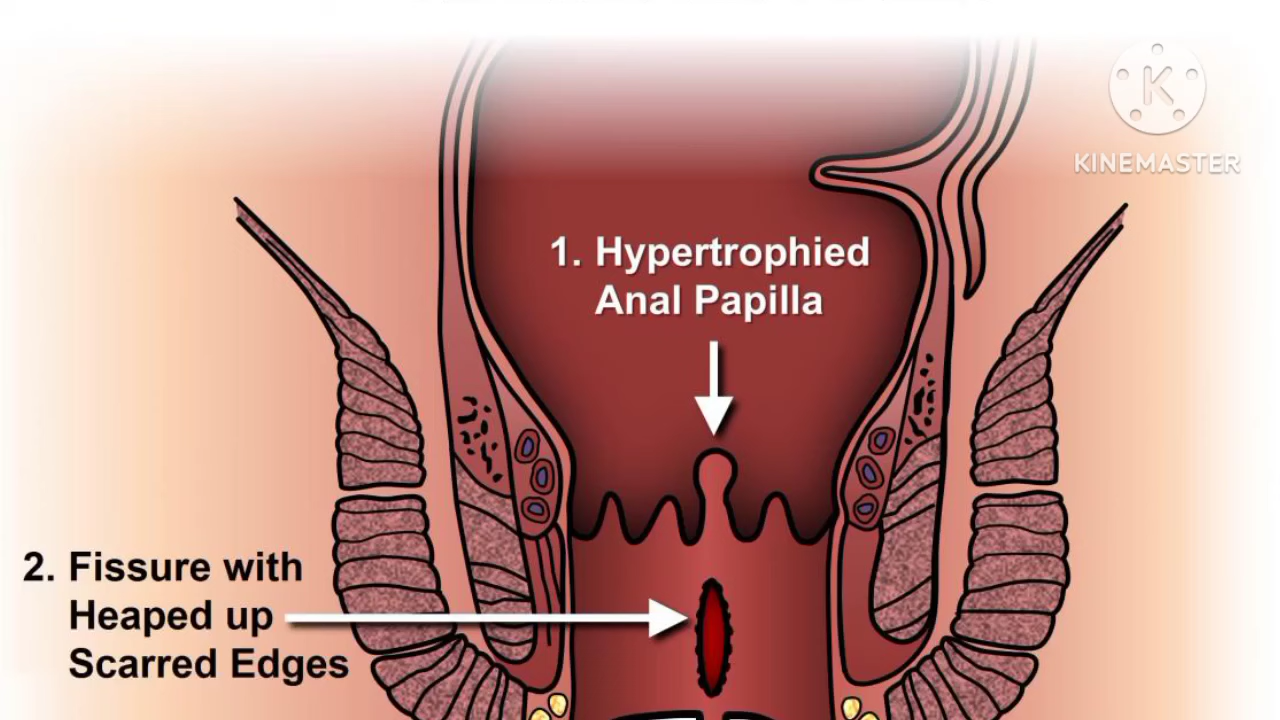 K
KINEMASTER
1. Hypertrophied
Anal Papilla
2. Fissure with
Heaped up
Scarred Edges